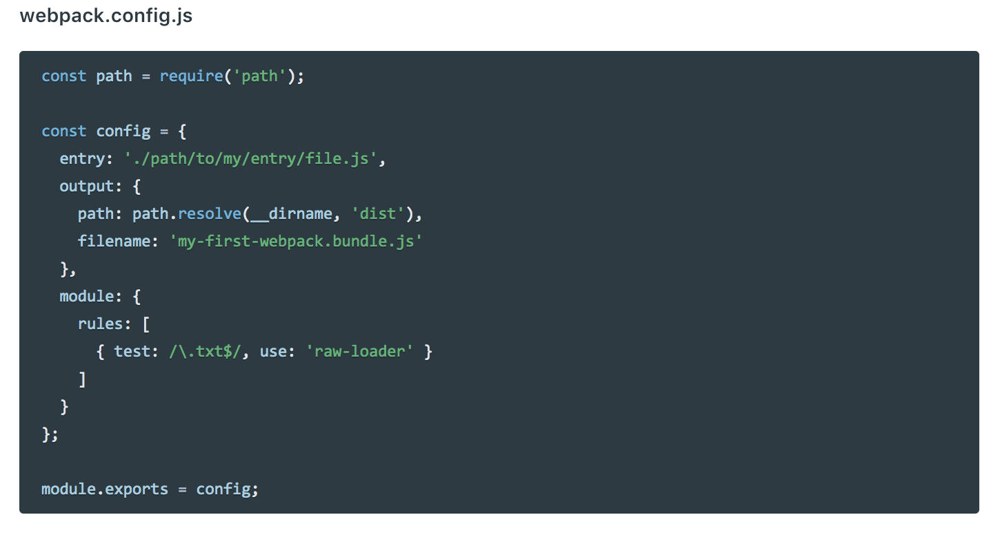 webpack.config.js
const path = require('path');
const config = {
  entry: './path/to/my/entry/file.js',
  output: {
    path: path.resolve(__dirname, 'dist'),
    filename: 'my-first-webpack.bundle.js'
  },
  module: {
    rules: [
      { test: /\.txt$/, use: 'raw-loader' }
    ]
  }
};
module.exports = config;